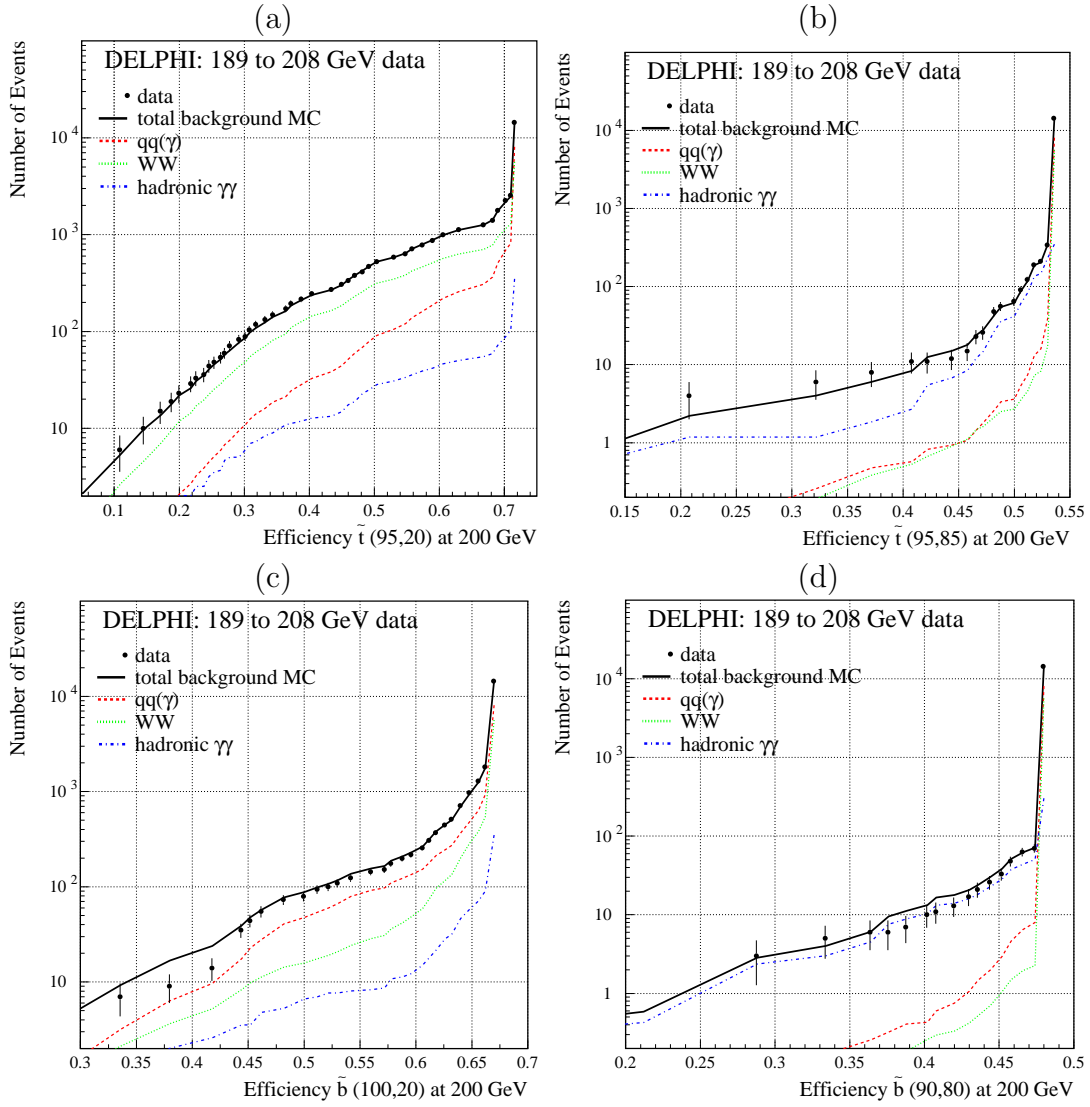 (a)
Number of Events
DELPHI: 189 to 208 GeV data
data
total background MC
qq(γ)
WW
hadronic γγ
10⁴
10³
10²
10
0.1 0.2 0.3 0.4 0.5 0.6 0.7
Efficiency t̃ (95,20) at 200 GeV
(b)
Number of Events
DELPHI: 189 to 208 GeV data
data
total background MC
qq(γ)
WW
hadronic γγ
10⁴
10³
10²
10
1
0.15 0.2 0.25 0.3 0.35 0.4 0.45 0.5 0.55
Efficiency t̃ (95,85) at 200 GeV
(c)
Number of Events
DELPHI: 189 to 208 GeV data
data
total background MC
qq(γ)
WW
hadronic γγ
10⁴
10³
10²
10
0.3 0.35 0.4 0.45 0.5 0.55 0.6 0.65 0.7
Efficiency b̃ (100,20) at 200 GeV
(d)
Number of Events
DELPHI: 189 to 208 GeV data
data
total background MC
qq(γ)
WW
hadronic γγ
10⁴
10³
10²
10
1
0.2 0.25 0.3 0.35 0.4 0.45 0.5
Efficiency b̃ (90,80) at 200 GeV